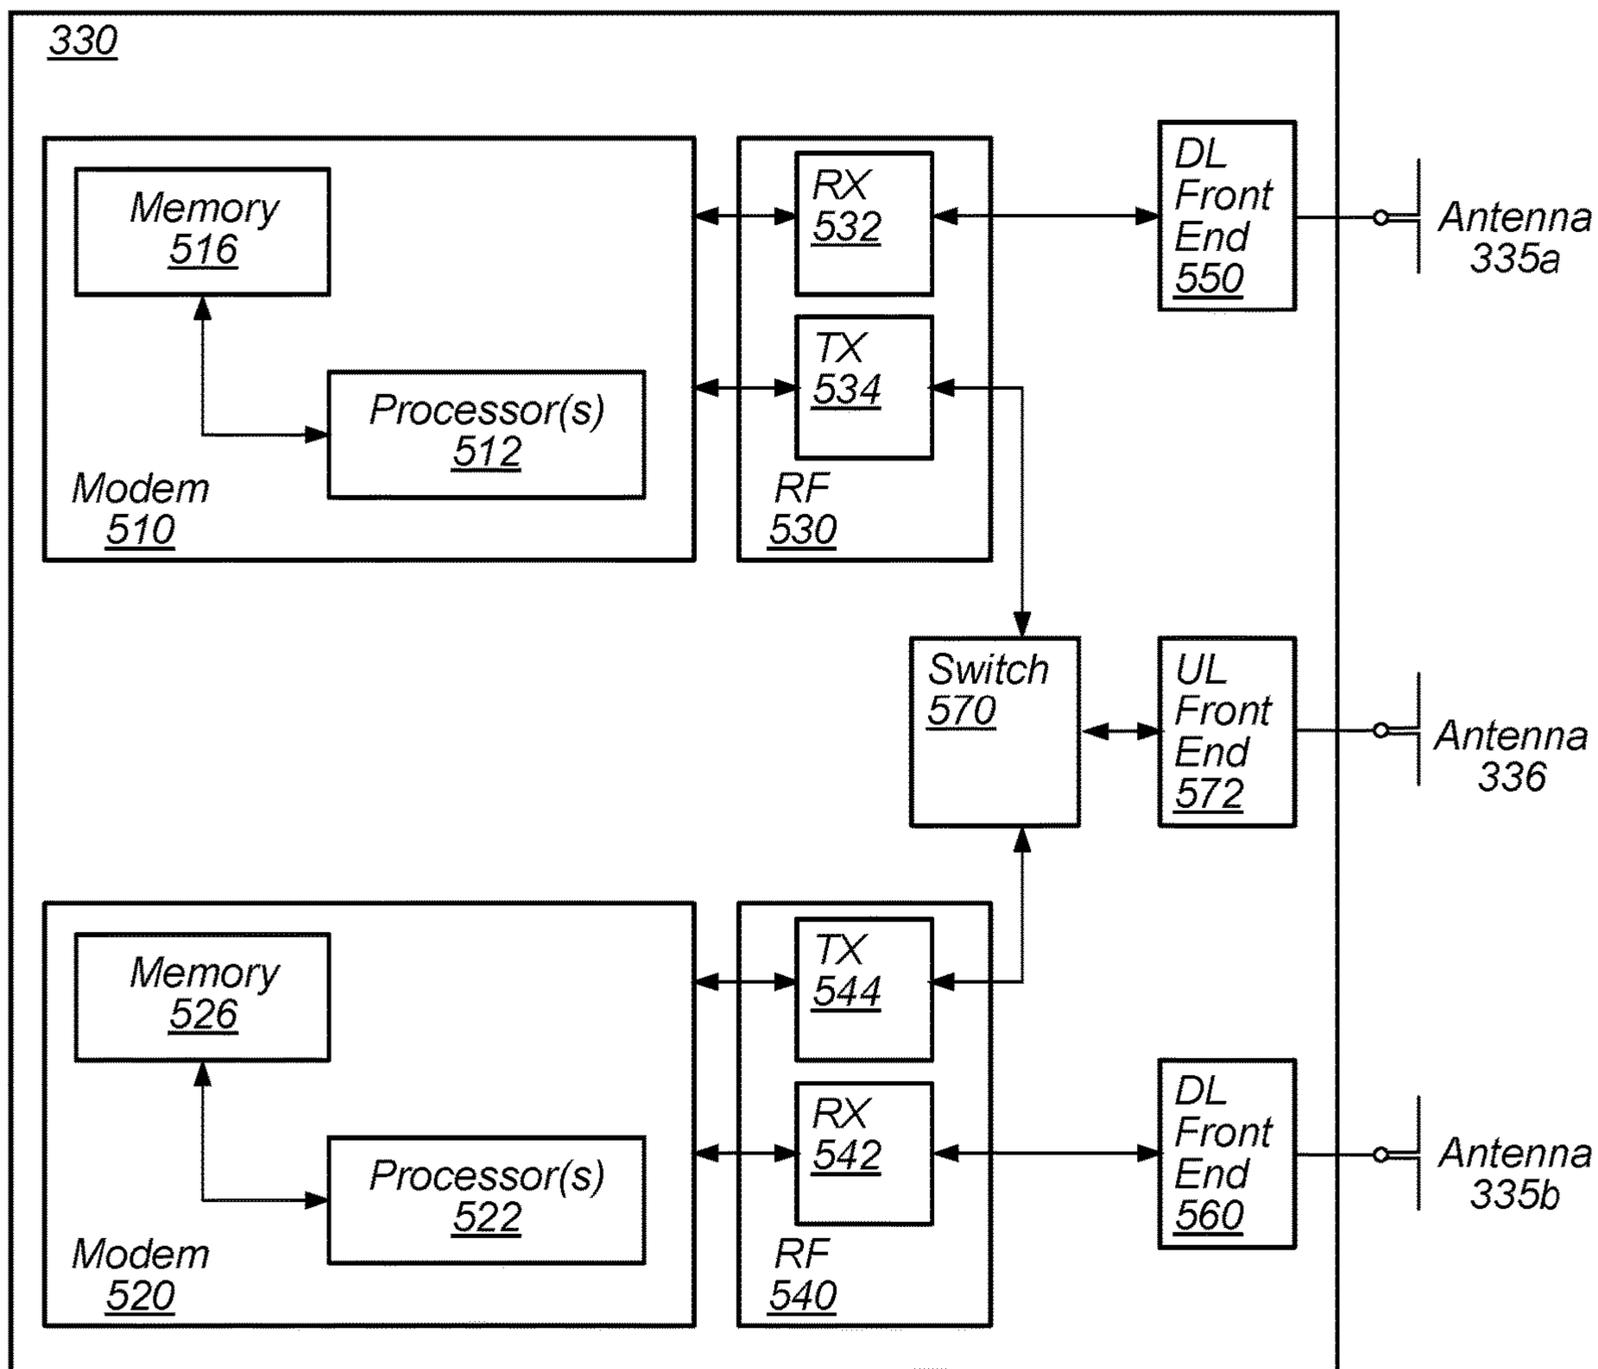 330
Memory
516
Processor(s)
512
Modem
510
RX
532
TX
534
RF
530
DL
Front
End
550
Antenna
335a
Switch
570
UL
Front
End
572
Antenna
336
Memory
526
Processor(s)
522
Modem
520
TX
544
RX
542
RF
540
DL
Front
End
560
Antenna
335b